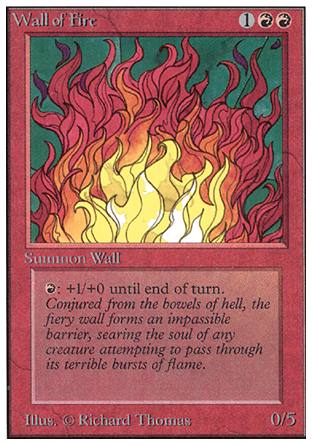 Wall of Fire 1
Summon Wall
: +1/+0 until end of turn.
Conjured from the bowels of hell, the
fiery wall forms an impassible
barrier, searing the soul of any
creature attempting to pass through
its terrible bursts of flame.
Illus. © Richard Thomas 0/5